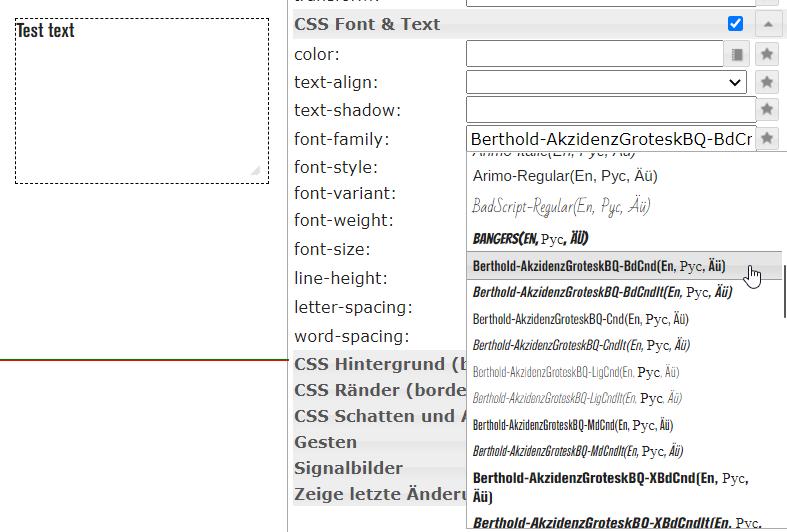 Test text
CSS Font & Text
color:
text-align:
text-shadow:
font-family: Berthold-AkzidenzGroteskBQ-BdCn
font-style:
font-variant:
font-weight:
font-size:
line-height:
letter-spacing:
word-spacing:
CSS Hintergrund (b
CSS Ränder (borde
CSS Schatten und A
Gesten
Signalbilder
Zeige letzte Änderu
Arimo-Italic(En, Рус, Äü)
Arimo-Regular(En, Рус, Äü)
BadScript-Regular(En, Рус, Äü)
BANGERS(EN, Рус, ÄÜ)
Berthold-AkzidenzGroteskBQ-BdCnd(En, Рус, Äü)
Berthold-AkzidenzGroteskBQ-BdCndIt(En, Рус, Äü)
Berthold-AkzidenzGroteskBQ-Cnd(En, Рус, Äü)
Berthold-AkzidenzGroteskBQ-CndIt(En, Рус, Äü)
Berthold-AkzidenzGroteskBQ-LigCnd(En, Рус, Äü)
Berthold-AkzidenzGroteskBQ-LigCndIt(En, Рус, Äü)
Berthold-AkzidenzGroteskBQ-MdCnd(En, Рус, Äü)
Berthold-AkzidenzGroteskBQ-MdCndIt(En, Рус, Äü)
Berthold-AkzidenzGroteskBQ-XBdCnd(En, Рус,
Äü)
Berthold-AkzidenzGroteskBQ-XBdCndIt(En, Рус,